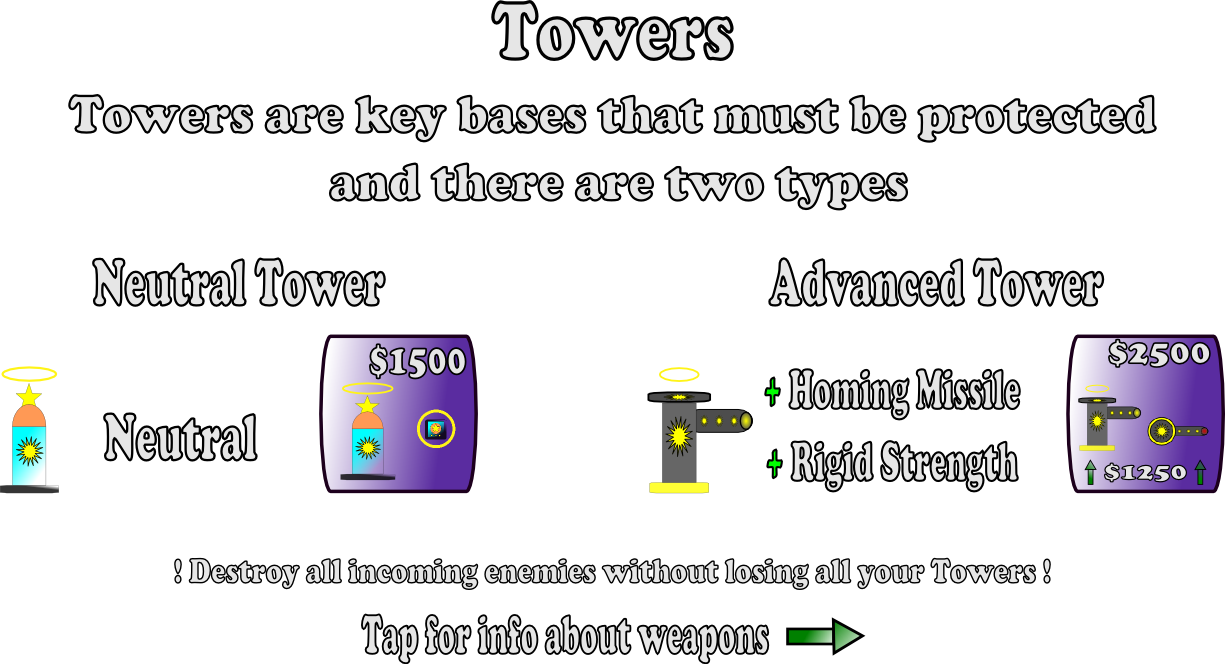 Towers
Towers are key bases that must be protected
and there are two types
Neutral Tower
Advanced Tower
Neutral
$1500
+ Homing Missile
+ Rigid Strength
$2500
$1250
! Destroy all incoming enemies without losing all your Towers !
Tap for info about weapons